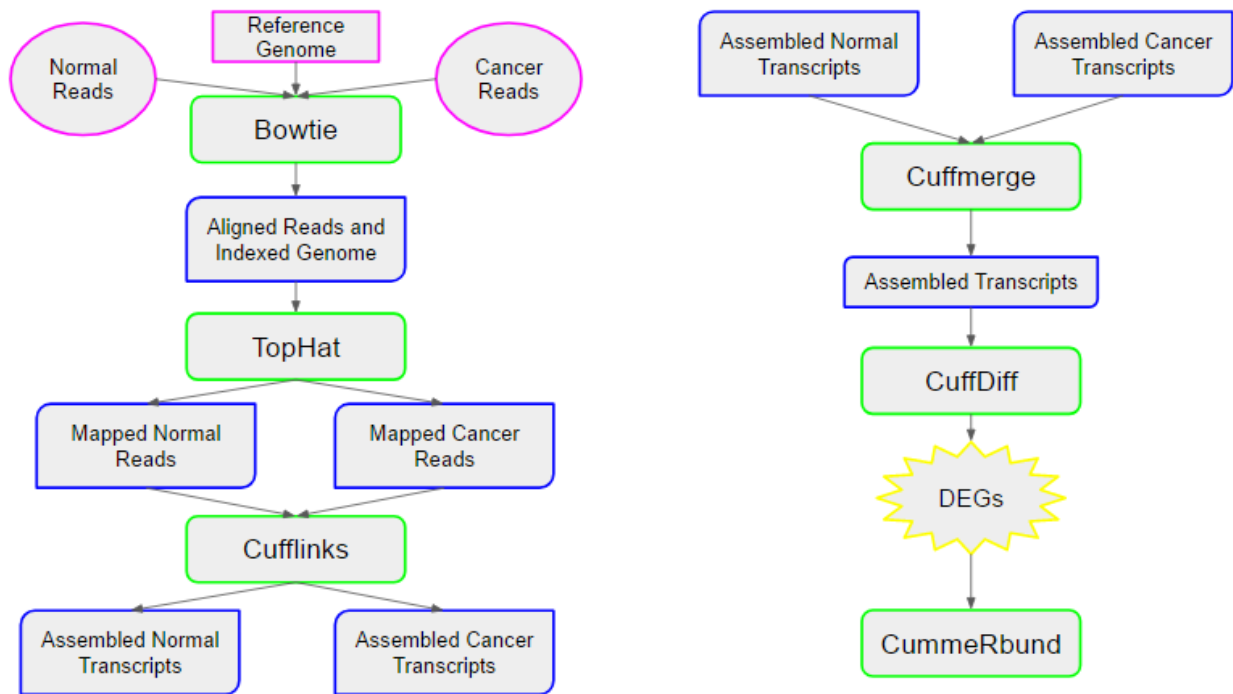 Reference
Genome
Normal
Reads
Cancer
Reads
Bowtie
Aligned Reads and
Indexed Genome
TopHat
Mapped Normal
Reads
Mapped Cancer
Reads
Cufflinks
Assembled Normal
Transcripts
Assembled Cancer
Transcripts
Assembled Normal
Transcripts
Assembled Cancer
Transcripts
Cuffmerge
Assembled Transcripts
CuffDiff
DEGs
CummeRbund